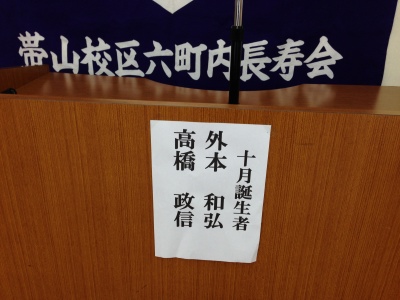 帯山校区六町内長寿会
十月誕生者
外本 和弘
高橋 政信